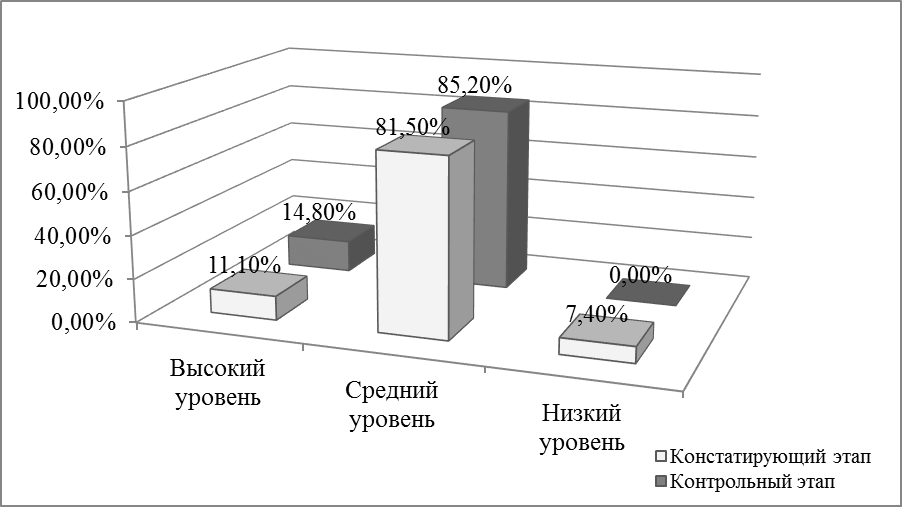 100,00%
80,00%
60,00%
40,00%
20,00%
0,00%
85,20%
81,50%
14,80%
11,10%
0,00%
7,40%
Высокий
уровень
Средний
уровень
Низкий
уровень
Констатирующий этап
Контрольный этап